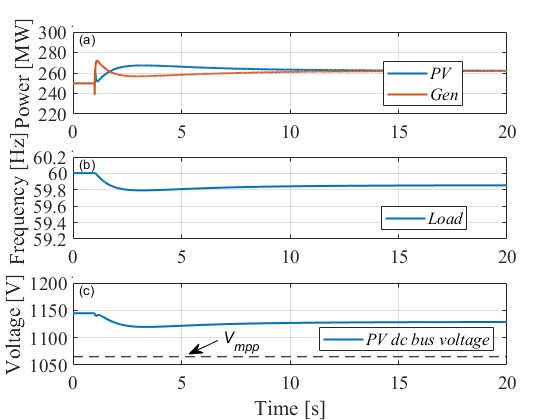 (a)
Power [MW]
300
280
260
240
220
PV
Gen
0 5 10 15 20
(b)
Frequency [Hz]
60.2
60
59.8
59.6
59.4
59.2
Load
0 5 10 15 20
(c)
Voltage [V]
1200
1150
1100
1050
V mpp
PV dc bus voltage
0 5 10 15 20
Time [s]